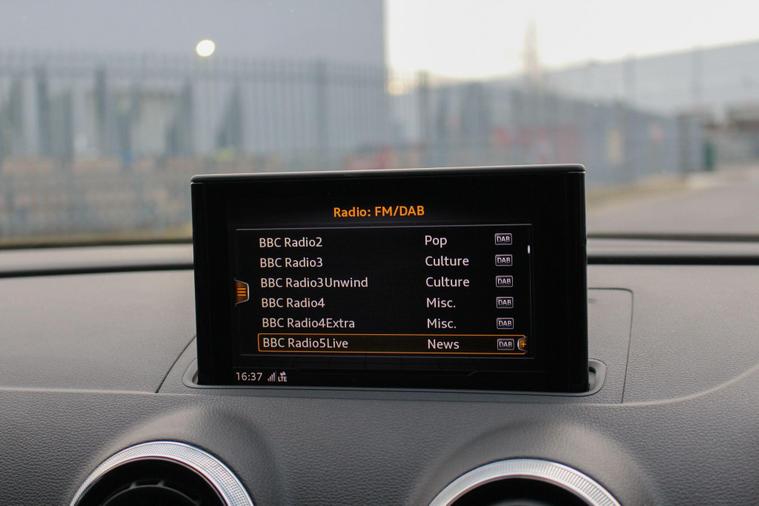 Radio: FM/DAB
BBC Radio2 Pop DAB
BBC Radio3 Culture DAB
BBC Radio3Unwind Culture DAB
BBC Radio4 Misc. DAB
BBC Radio4Extra Misc. DAB
BBC Radio5Live News DAB
16:37 LTE